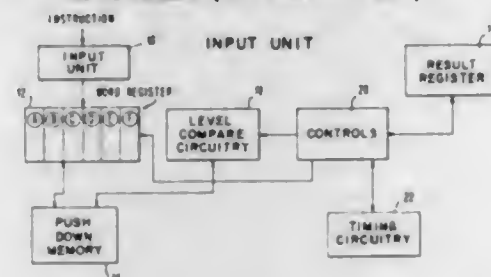 INSTRUCTION
10
INPUT UNIT
INPUT
UNIT
RESULT
REGISTER
12
WORD REGISTER
18
20
LEVEL
COMPARE
CIRCUITRY
CONTROLS
PUSH
DOWN
MEMORY
22
TIMING
CIRCUITRY